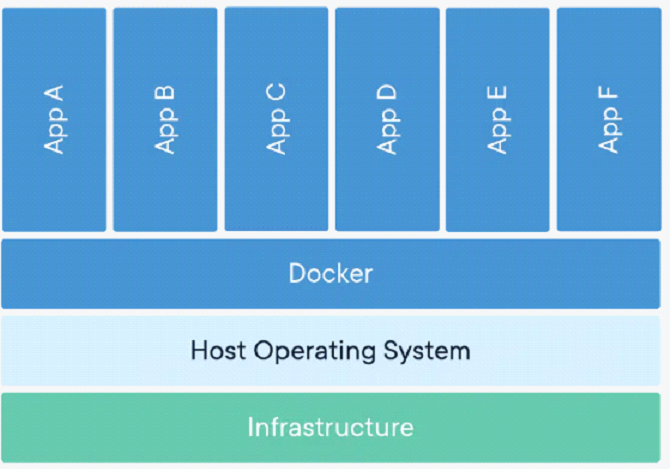 App A
App B
App C
App D
App E
App F
Docker
Host Operating System
Infrastructure